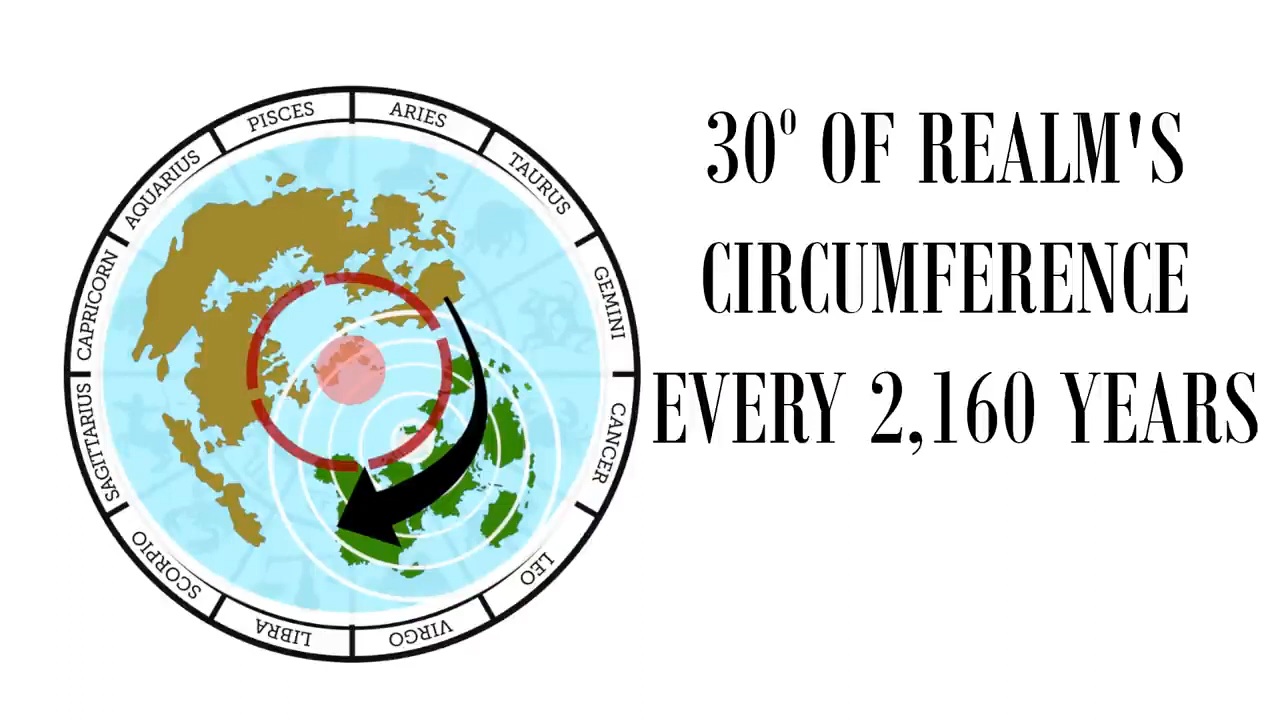 PISCES
ARIES
TAURUS
GEMINI
CANCER
LEO
VIRGO
LIBRA
SCORPIO
SAGITTARIUS
CAPRICORN
AQUARIUS
30º OF REALM'S
CIRCUMFERENCE
EVERY 2,160 YEARS